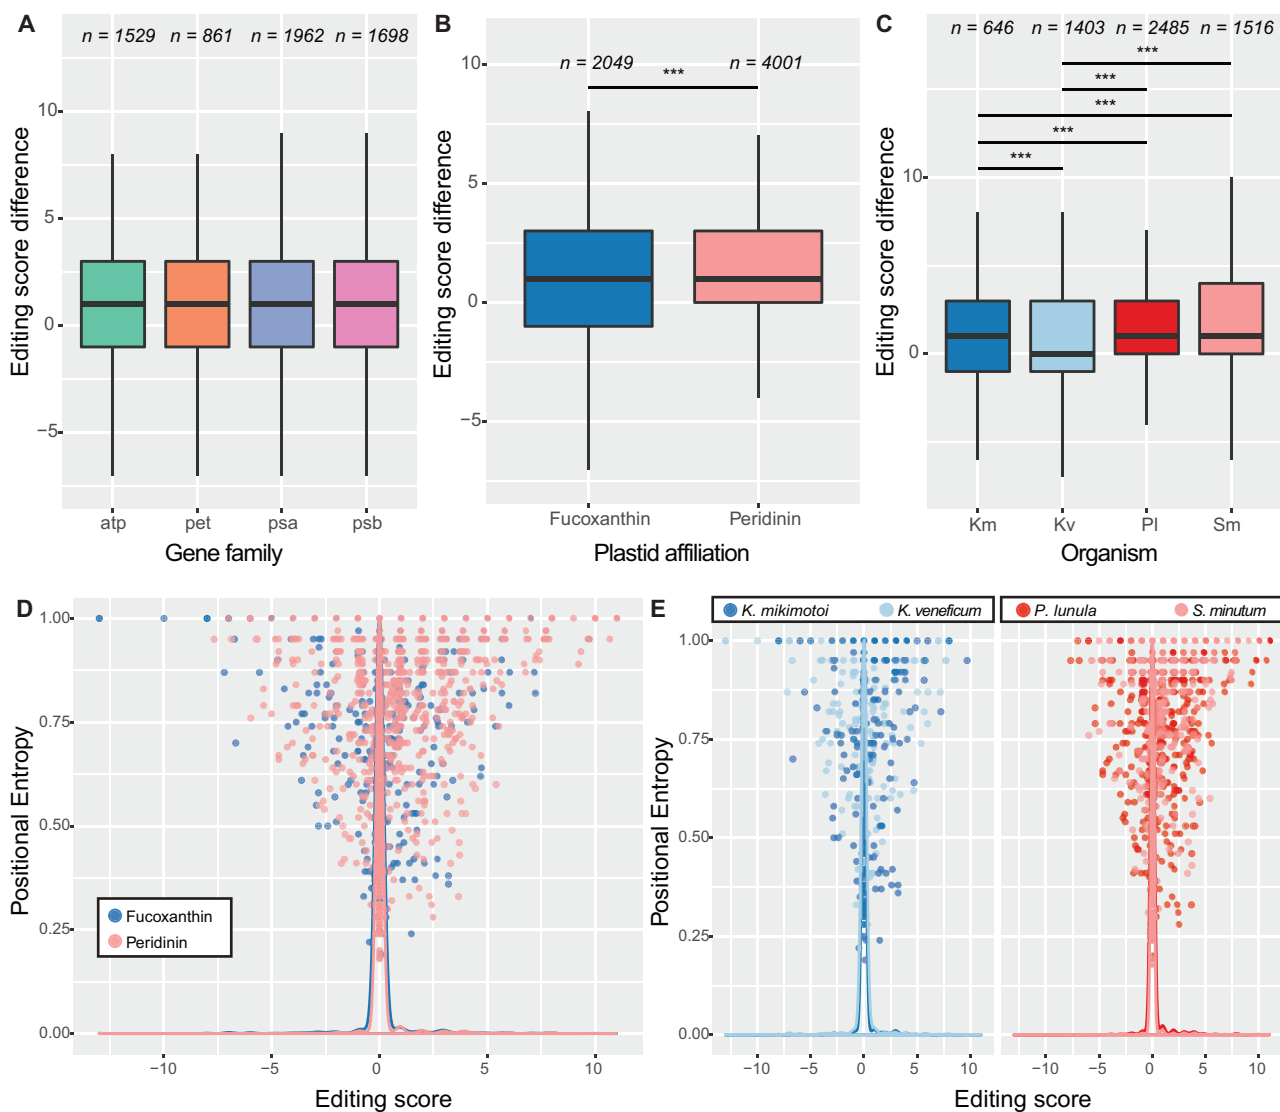 A
n = 1529 n = 861 n = 1962 n = 1698
10
5
0
−5
Editing score difference
atp pet psa psb
Gene family
B
n = 2049 *** n = 4001
10
5
0
−5
Editing score difference
Fucoxanthin Peridinin
Plastid affiliation
C
n = 646 n = 1403 n = 2485 n = 1516
***
***
***
***
***
10
0
Editing score difference
Km Kv Pl Sm
Organism
D
1.00
0.75
0.50
0.25
0.00
Positional Entropy
Fucoxanthin
Peridinin
−10 −5 0 5 10
Editing score
E
K. mikimotoi K. veneficum P. lunula S. minutum
1.00
0.75
0.50
0.25
0.00
Positional Entropy
−10 −5 0 5 10 −10 −5 0 5 10
Editing score